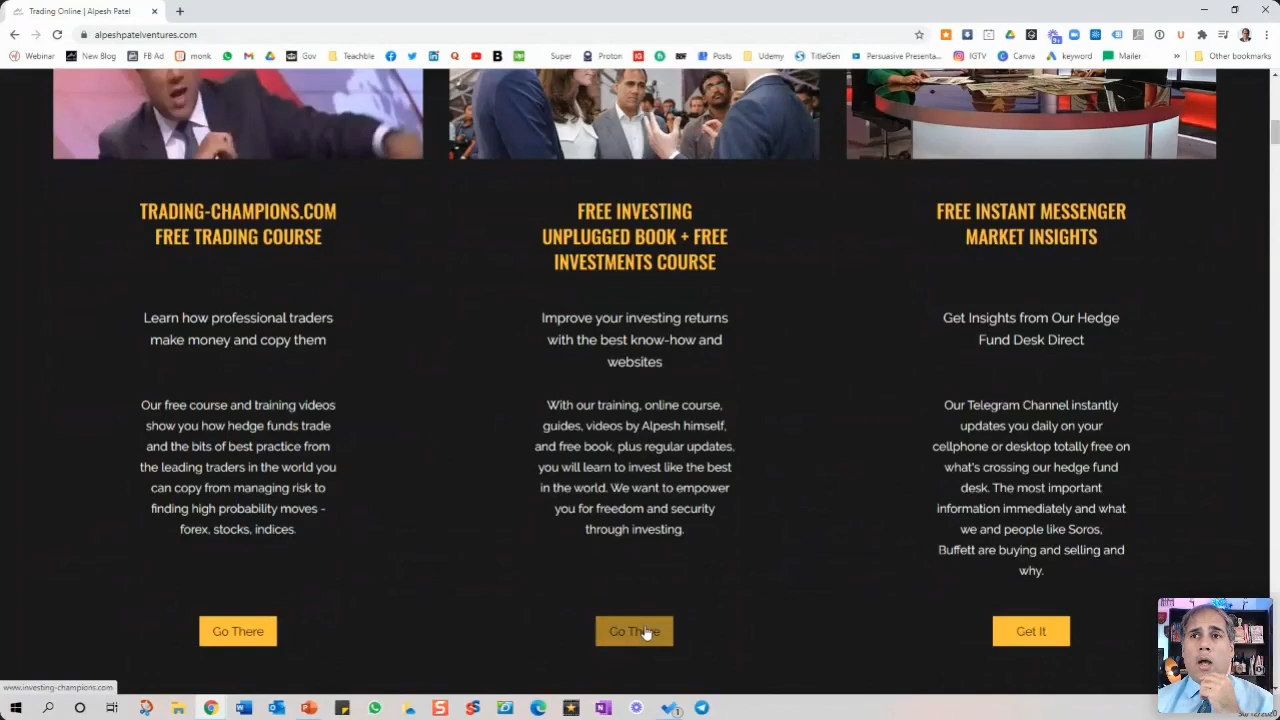 Trading Online | Alpesh Patel
alpeshpatelventures.com
Webinar
New Blog
FB Ad
monk
Gov
Teachble
Super
Proton
Posts
Udemy
TitleGen
Persuasive Presenta...
IGTV
Canva
keyword
Mailer
Other bookmarks
TRADING-CHAMPIONS.COM
FREE TRADING COURSE
Learn how professional traders
make money and copy them
Our free course and training videos
show you how hedge funds trade
and the bits of best practice from
the leading traders in the world you
can copy from managing risk to
finding high probability moves -
forex, stocks, indices.
Go There
FREE INVESTING
UNPLUGGED BOOK + FREE
INVESTMENTS COURSE
Improve your investing returns
with the best know-how and
websites
With our training, online course,
guides, videos by Alpesh himself,
and free book, plus regular updates.
you will learn to invest like the best
in the world. We want to empower
you for freedom and security
through investing.
Go There
FREE INSTANT MESSENGER
MARKET INSIGHTS
Get Insights from Our Hedge
Fund Desk Direct
Our Telegram Channel instantly
updates you daily on your
cellphone or desktop totally free on
what's crossing our hedge fund
desk. The most important
information immediately and what
we and people like Soros,
Buffett are buying and selling and
why.
Get It
www.investing-champions.com